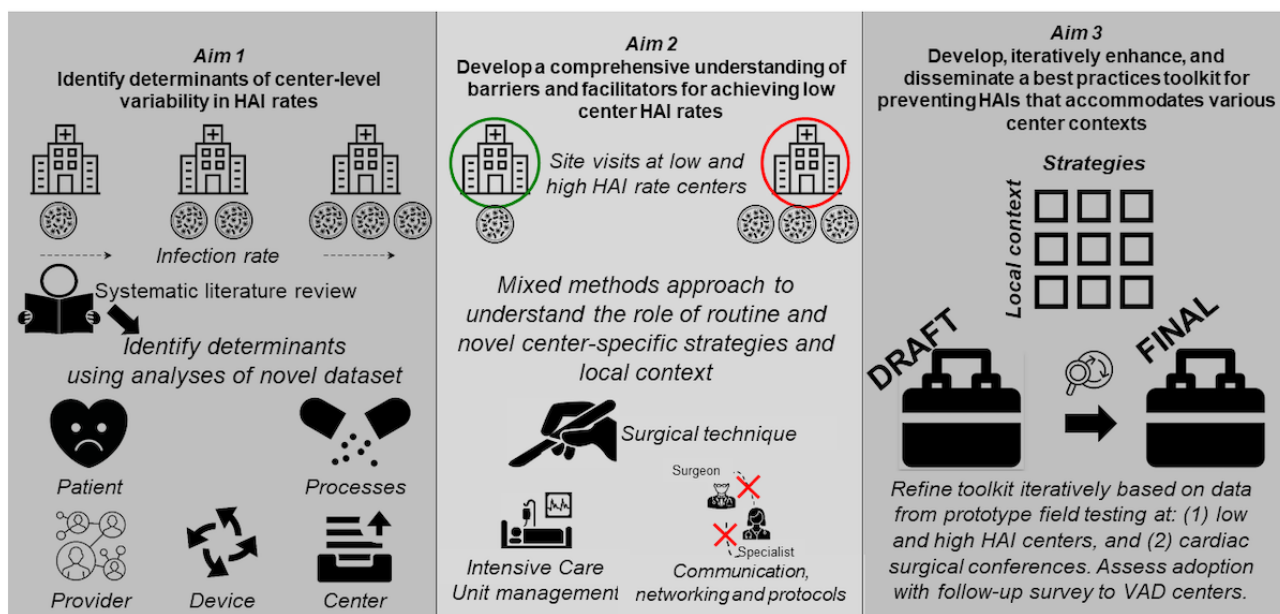 Aim 1
Identify determinants of center-level
variability in HAI rates
Infection rate
Systematic literature review
Identify determinants
using analyses of novel dataset
Patient
Processes
Provider
Device
Center
Aim 2
Develop a comprehensive understanding of
barriers and facilitators for achieving low
center HAI rates
Site visits at low and
high HAI rate centers
Mixed methods approach to
understand the role of routine and
novel center-specific strategies and
local context
Surgical technique
Surgeon
Specialist
Intensive Care
Unit management
Communication,
networking and protocols
Aim 3
Develop, iteratively enhance, and
disseminate a best practices toolkit for
preventing HAIs that accommodates various
center contexts
Strategies
Local context
DRAFT
FINAL
Refine toolkit iteratively based on data
from prototype field testing at: (1) low
and high HAI centers, and (2) cardiac
surgical conferences. Assess adoption
with follow-up survey to VAD centers.